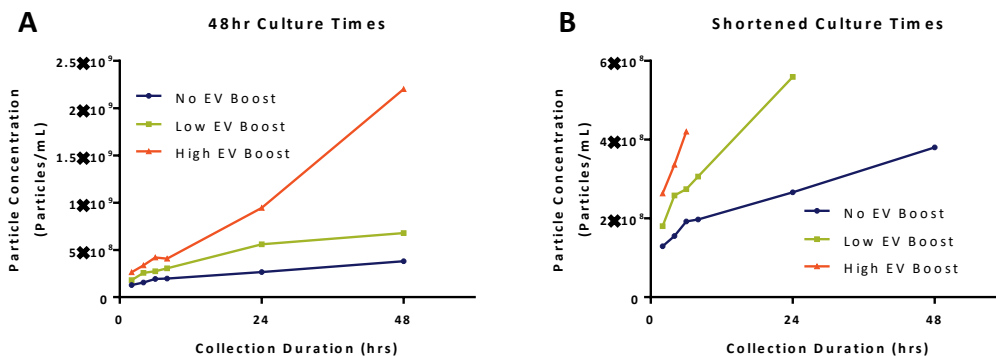 A
48hr Culture Times
2.5✖10⁹
2✖10⁹
1.5✖10⁹
1✖10⁹
5✖10⁸
0
Particle Concentration
(Particles/mL)
No EV Boost
Low EV Boost
High EV Boost
0 24 48
Collection Duration (hrs)
B
Shortened Culture Times
6✖10⁸
4✖10⁸
2✖10⁸
0
Particle Concentration
(Particles/mL)
No EV Boost
Low EV Boost
High EV Boost
0 24 48
Collection Duration (hrs)